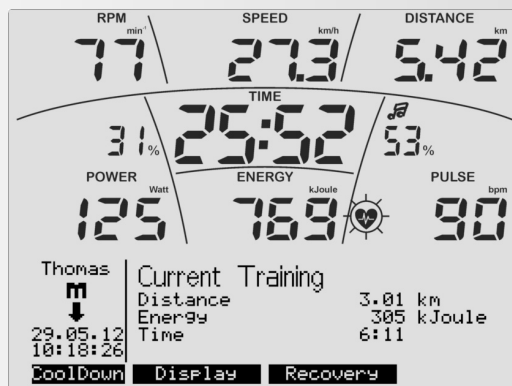 RPM SPEED DISTANCE
min⁻¹ km/h km
77 27.3 5.42
TIME
31% 25:52 53%
POWER ENERGY PULSE
Watt kJoule bpm
125 769 90
Thomas
m
29.05.12
10:18:26
Current Training
Distance 3.01 km
Energy 305 kJoule
Time 6:11
CoolDown Display Recovery